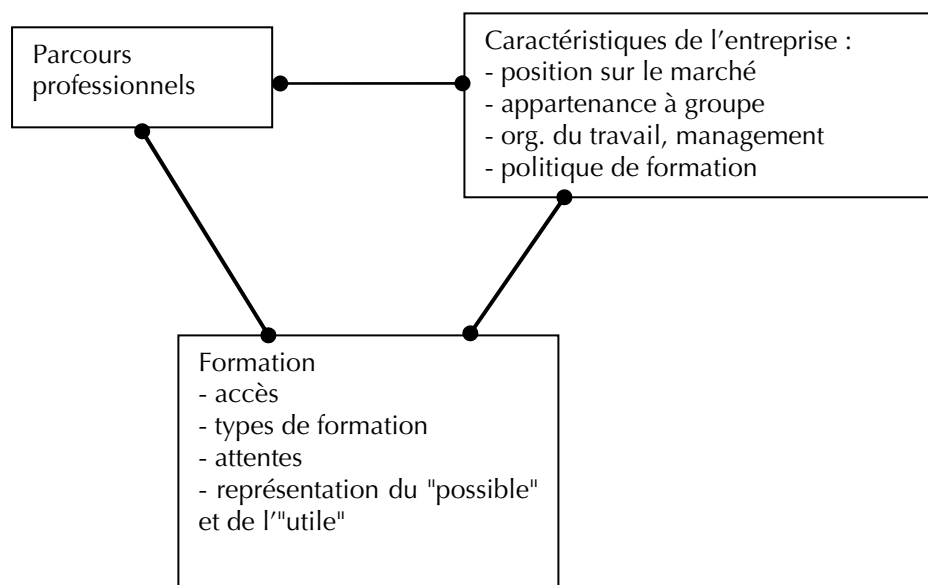 Parcours
professionnels
Caractéristiques de l’entreprise :
- position sur le marché
- appartenance à groupe
- org. du travail, management
- politique de formation
Formation
- accès
- types de formation
- attentes
- représentation du "possible"
et de l’"utile"